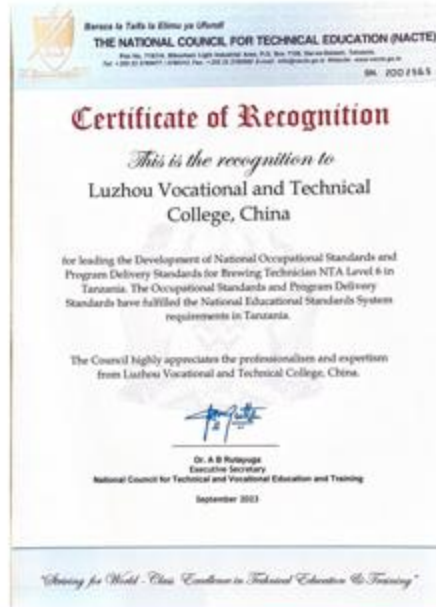 Baraza la Taifa la Elimu ya Ufundi
THE NATIONAL COUNCIL FOR TECHNICAL EDUCATION (NACTE)
Certificate of Recognition
This is the recognition to
Luzhou Vocational and Technical
College, China
for leading the Development of National Occupational Standards and
Program Delivery Standards for Brewing Technician NTA Level 6 in
Tanzania. The Occupational Standards and Program Delivery
Standards have fulfilled the National Educational Standards System
requirements in Tanzania.
The Council highly appreciates the professionalism and expertism
from Luzhou Vocational and Technical College, China.
Dr. A B Rutayuga
Executive Secretary
National Council for Technical and Vocational Education and Training
September 2023
"Striving for World - Class Excellence in Technical Education & Training"